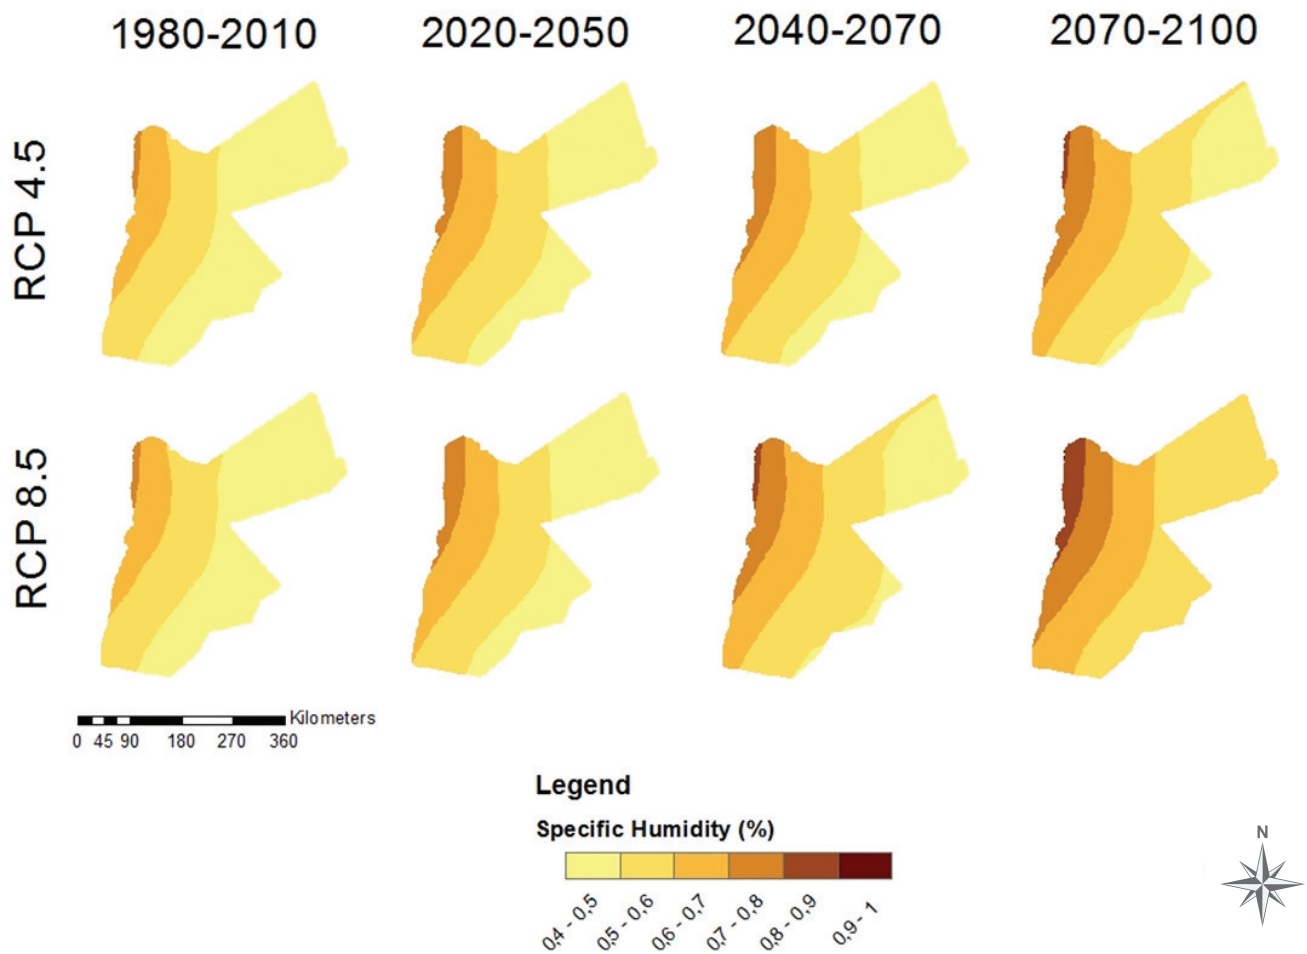 1980-2010 2020-2050 2040-2070 2070-2100
RCP 4.5
RCP 8.5
Kilometers
0 45 90 180 270 360
Legend
Specific Humidity (%)
0,4 - 0,5 0,5 - 0,6 0,6 - 0,7 0,7 - 0,8 0,8 - 0,9 0,9 - 1
N